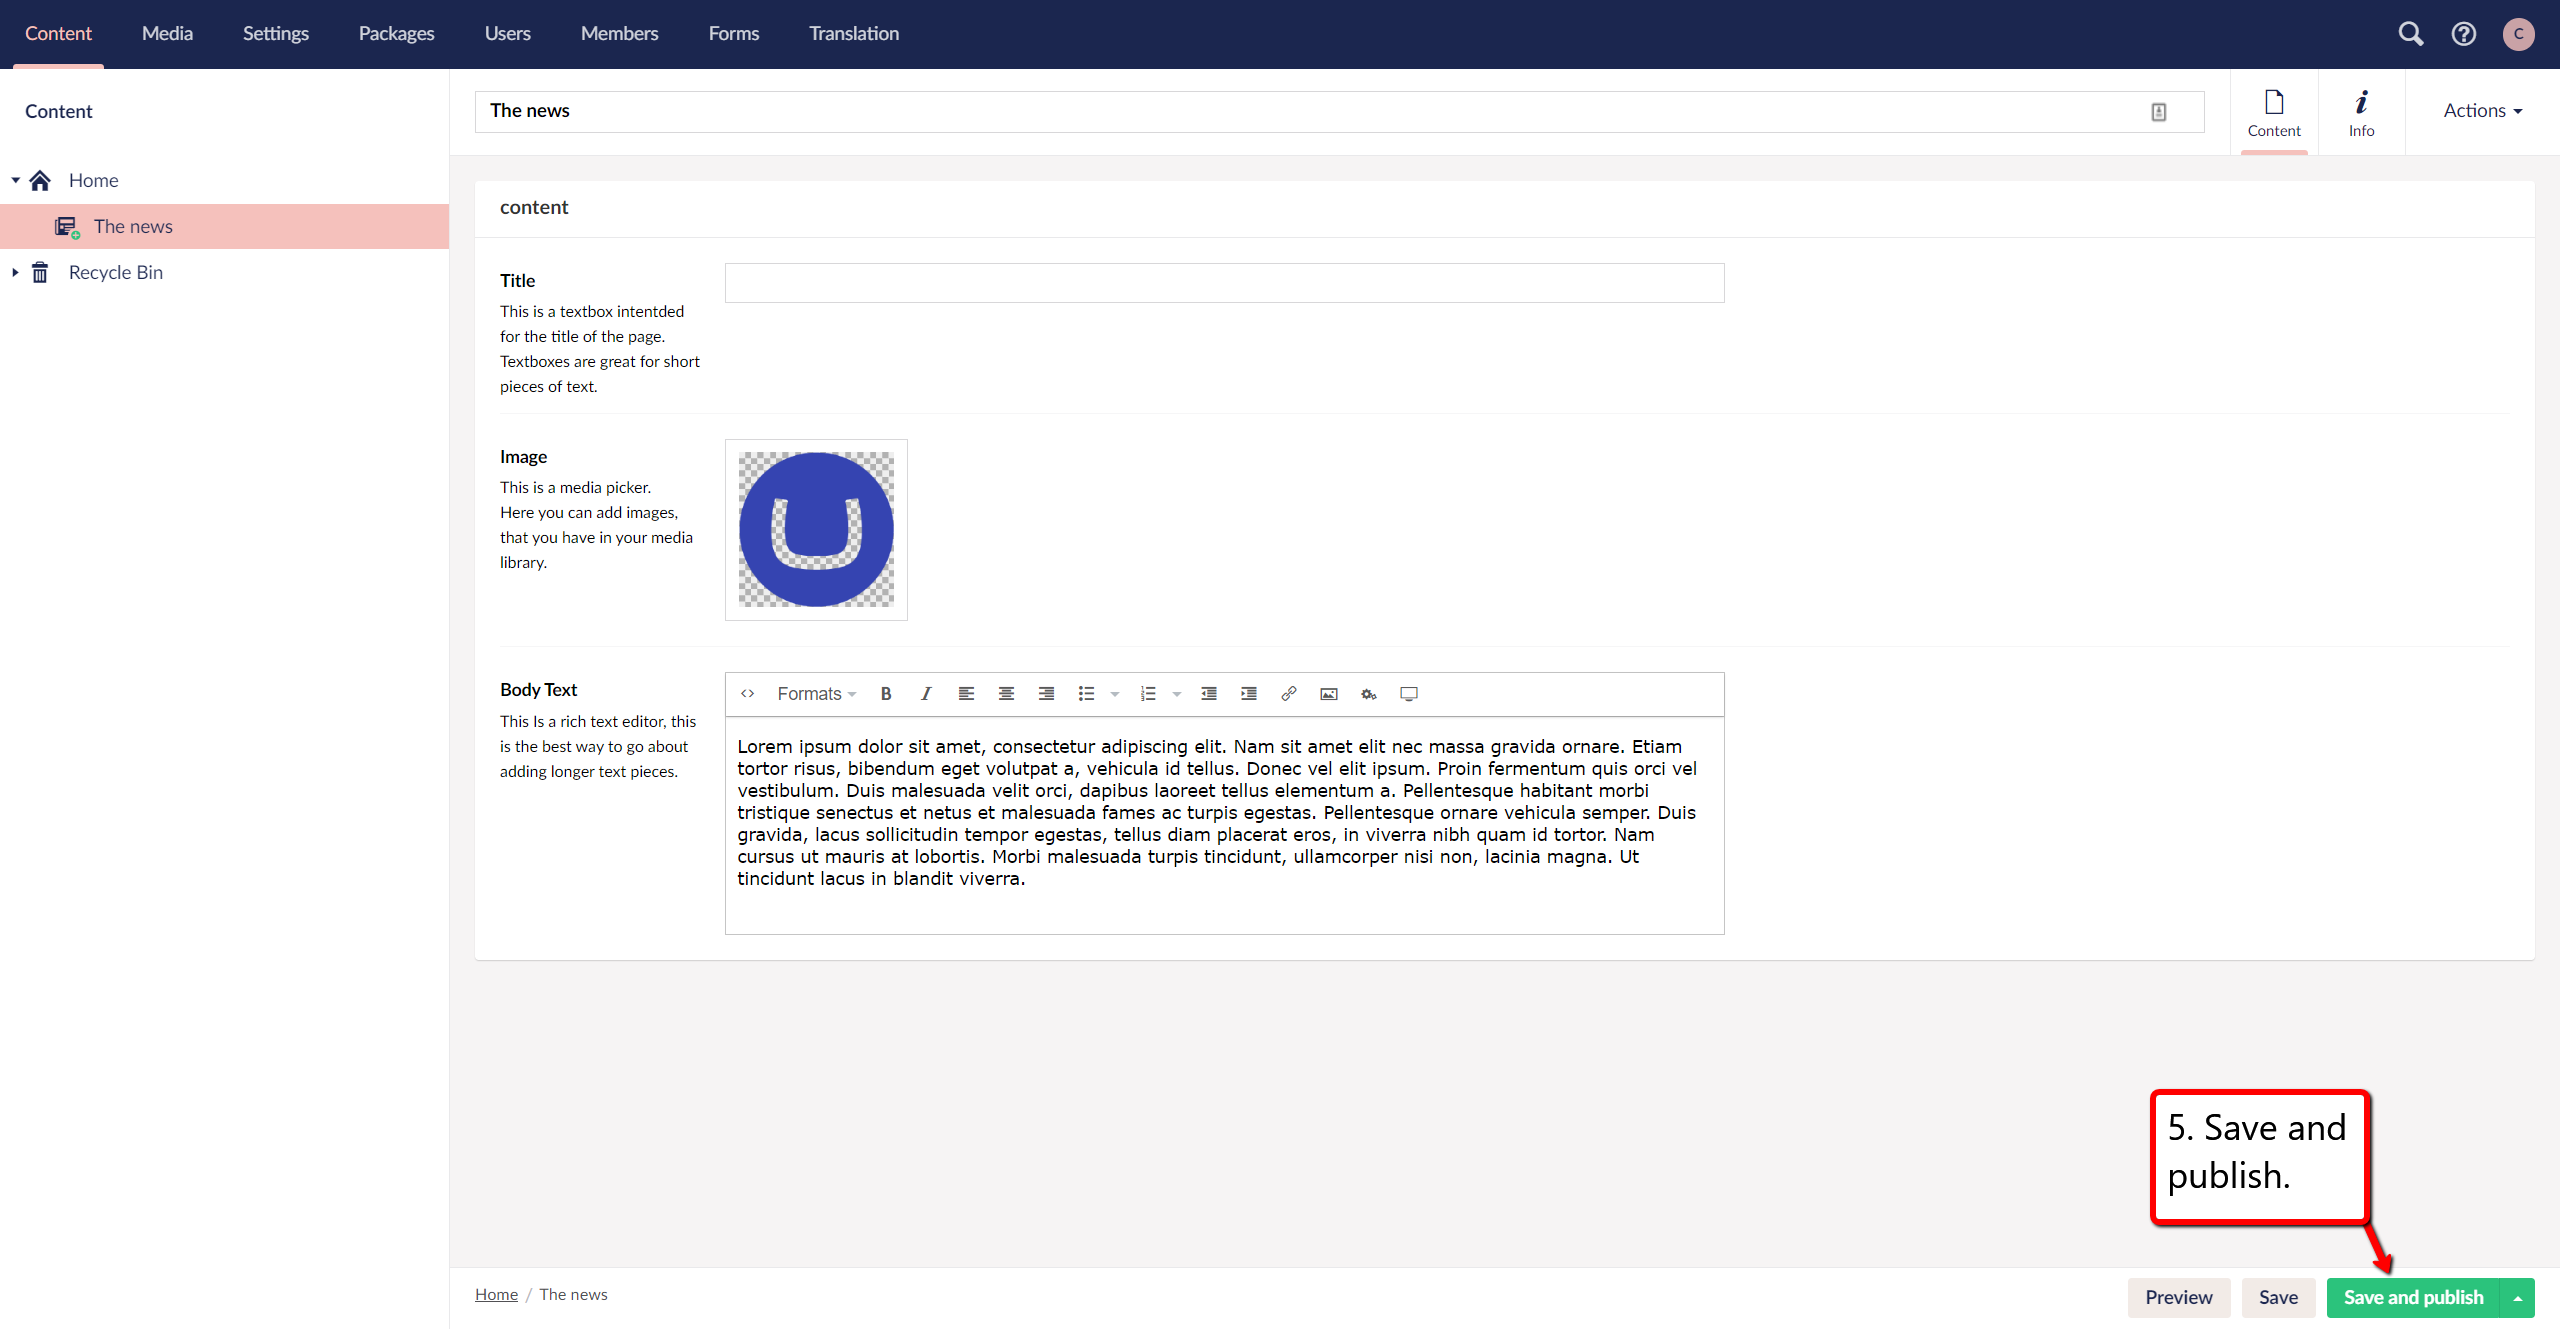 Content Media Settings Packages Users Members Forms Translation
C
Content
Home
The news
Recycle Bin
The news
Content
Info
Actions
content
Title
This is a textbox intentded
for the title of the page.
Textboxes are great for short
pieces of text.
Image
This is a media picker.
Here you can add images,
that you have in your media
library.
Body Text
This Is a rich text editor, this
is the best way to go about
adding longer text pieces.
Formats B I
Lorem ipsum dolor sit amet, consectetur adipiscing elit. Nam sit amet elit nec massa gravida ornare. Etiam
tortor risus, bibendum eget volutpat a, vehicula id tellus. Donec vel elit ipsum. Proin fermentum quis orci vel
vestibulum. Duis malesuada velit orci, dapibus laoreet tellus elementum a. Pellentesque habitant morbi
tristique senectus et netus et malesuada fames ac turpis egestas. Pellentesque ornare vehicula semper. Duis
gravida, lacus sollicitudin tempor egestas, tellus diam placerat eros, in viverra nibh quam id tortor. Nam
cursus ut mauris at lobortis. Morbi malesuada turpis tincidunt, ullamcorper nisi non, lacinia magna. Ut
tincidunt lacus in blandit viverra.
5. Save and
publish.
Home / The news
Preview
Save
Save and publish